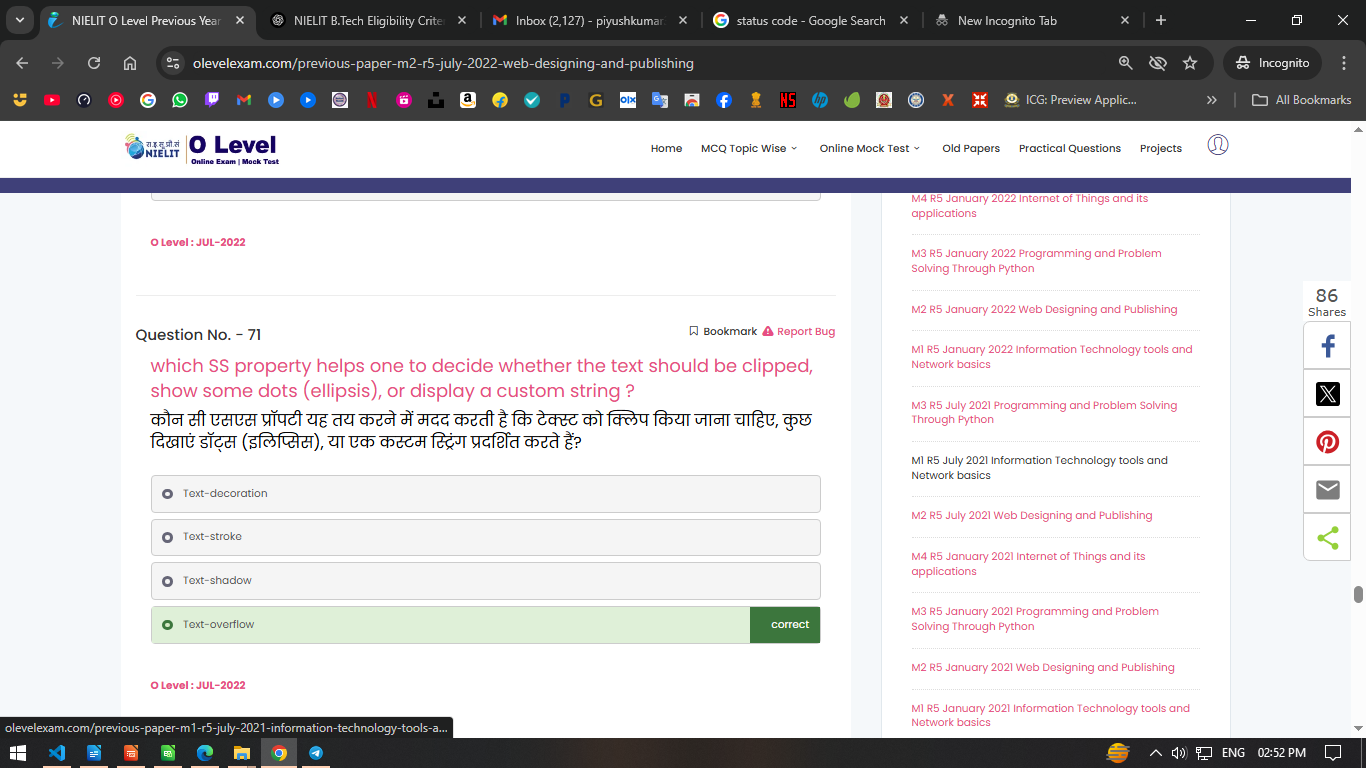 NIELIT O Level Previous Year
NIELIT B.Tech Eligibility Criter
Inbox (2,127) - piyushkumar
status code - Google Search
New Incognito Tab
olevelexam.com/previous-paper-m2-r5-july-2022-web-designing-and-publishing
Incognito
ICG: Preview Applic...
All Bookmarks
NIELIT
O Level
Online Exam | Mock Test
Home
MCQ Topic Wise
Online Mock Test
Old Papers
Practical Questions
Projects
O Level : JUL-2022
Question No. - 71
Bookmark
Report Bug
which SS property helps one to decide whether the text should be clipped,
show some dots (ellipsis), or display a custom string ?
कौन सी एसएस प्रॉपटी यह तय करने में मदद करती है कि टेक्स्ट को क्लिप किया जाना चाहिए, कुछ
दिखाएं डॉट्स (इलिप्सिस), या एक कस्टम स्ट्रिंग प्रदर्शित करते हैं?
Text-decoration
Text-stroke
Text-shadow
Text-overflow
correct
O Level : JUL-2022
M4 R5 January 2022 Internet of Things and its
applications
M3 R5 January 2022 Programming and Problem
Solving Through Python
M2 R5 January 2022 Web Designing and Publishing
M1 R5 January 2022 Information Technology tools and
Network basics
M3 R5 July 2021 Programming and Problem Solving
Through Python
M1 R5 July 2021 Information Technology tools and
Network basics
M2 R5 July 2021 Web Designing and Publishing
M4 R5 January 2021 Internet of Things and its
applications
M3 R5 January 2021 Programming and Problem
Solving Through Python
M2 R5 January 2021 Web Designing and Publishing
M1 R5 January 2021 Information Technology tools and
Network basics
86
Shares
olevelexam.com/previous-paper-m1-r5-july-2021-information-technology-tools-a...
ENG
02:52 PM